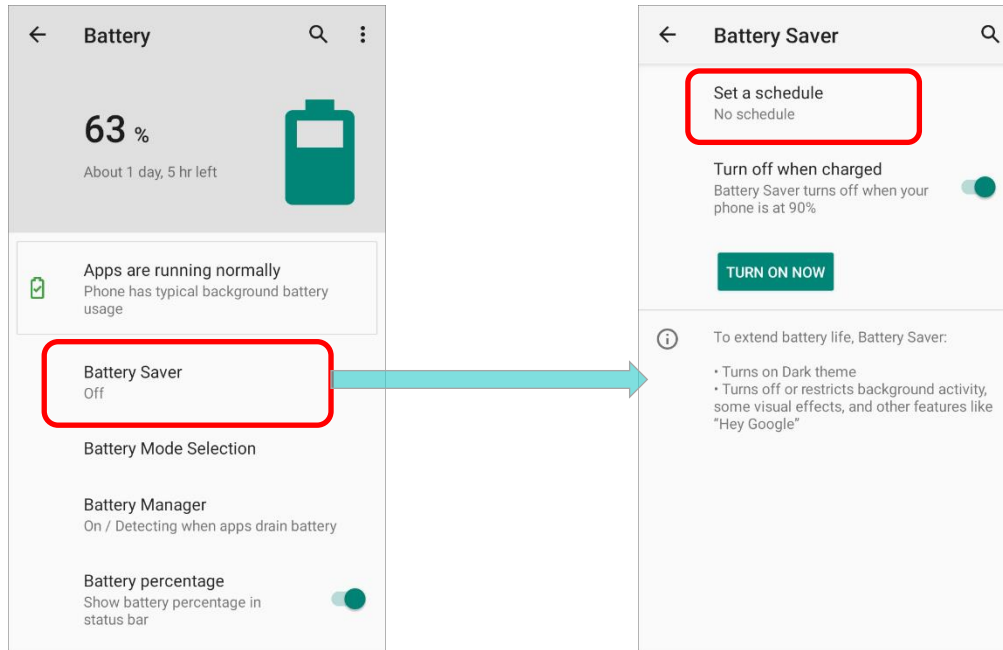 Battery
63 %
About 1 day, 5 hr left
Apps are running normally
Phone has typical background battery
usage
Battery Saver
Off
Battery Mode Selection
Battery Manager
On / Detecting when apps drain battery
Battery percentage
Show battery percentage in
status bar
Battery Saver
Set a schedule
No schedule
Turn off when charged
Battery Saver turns off when your
phone is at 90%
TURN ON NOW
To extend battery life, Battery Saver:
• Turns on Dark theme
• Turns off or restricts background activity,
some visual effects, and other features like
“Hey Google”